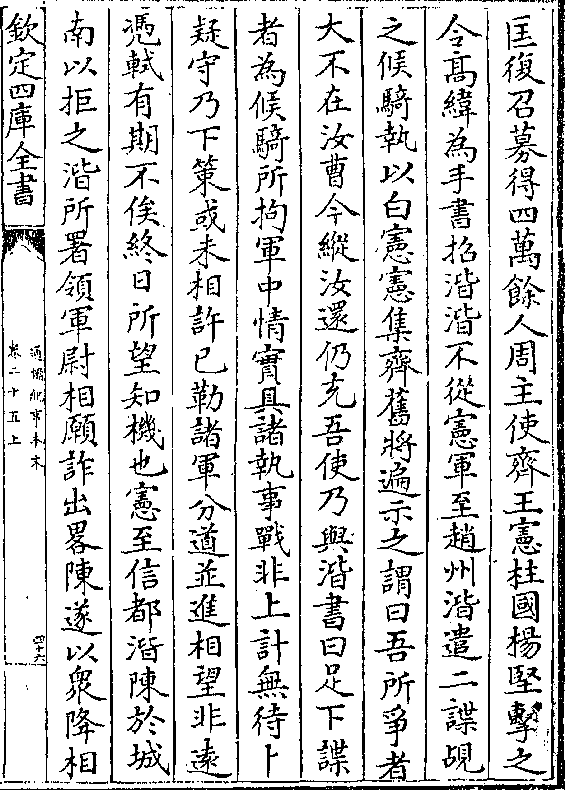 匡復召募得四萬餘人周主使齊王憲柱國楊堅擊之
令髙緯為手書招湝湝不從憲軍至趙州湝遣二諜覘
之候騎執以白憲憲集齊舊將遍示之謂曰吾所爭者
大不在汝曹今縱汝還仍充吾使乃與湝書曰足下諜
者為候騎所拘軍中情實具諸執事戰非上計無待卜
疑守乃下策或未相許已勒諸軍分道並進相望非遠
憑軾有期不俟終日所望知機也憲至信都湝陳於城
南以拒之湝所署領軍尉相願詐出畧陳遂以衆降相
欽定四庫全書
通鑑紀事本末
卷二十五上
四十六